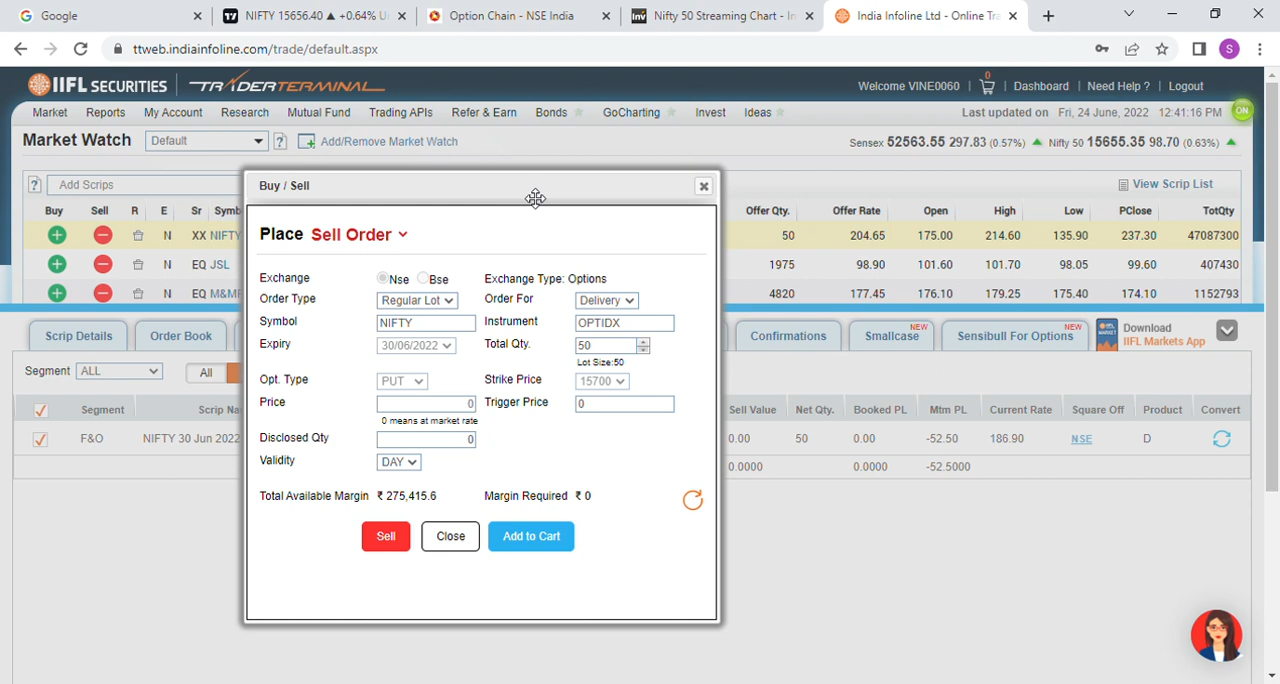 Google
NIFTY 15656.40 ▲ +0.64% U
Option Chain - NSE India
Nifty 50 Streaming Chart - In
India Infoline Ltd - Online Tra
ttweb.indiainfoline.com/trade/default.aspx
S
IIFL SECURITIES
TRADERTERMINAL
Welcome VINE0060 | 0 | Dashboard | Need Help ? | Logout
Market Reports My Account Research Mutual Fund Trading APIs Refer & Earn Bonds GoCharting Invest Ideas
Last updated on Fri, 24 June, 2022 12:41:16 PM ON
Market Watch Default ? Add/Remove Market Watch
Sensex 52563.55 297.83 (0.57%) ▲ Nifty 50 15655.35 98.70 (0.63%) ▲
? Add Scrips
View Scrip List
Buy Sell R E Sr Symb
Offer Qty. Offer Rate Open High Low PClose TotQty
N XX NIFTY
50 204.65 175.00 214.60 135.90 237.30 47087300
N EQ JSL
1975 98.90 101.60 101.70 98.05 99.60 407430
N EQ M&MF
4820 177.45 176.10 179.25 175.40 174.10 1152793
Buy / Sell
Place Sell Order
Exchange Nse Bse Exchange Type: Options
Order Type Regular Lot Order For Delivery
Symbol NIFTY Instrument OPTIDX
Expiry 30/06/2022 Total Qty. 50
Lot Size:50
Opt. Type PUT Strike Price 15700
Price 0 Trigger Price 0
0 means at market rate
Disclosed Qty 0
Validity DAY
Total Available Margin ₹ 275,415.6 Margin Required ₹ 0
Sell Close Add to Cart
Scrip Details Order Book
Confirmations Smallcase NEW Sensibull For Options NEW
Download
IIFL Markets App
Segment ALL All
Segment Scrip Na
Sell Value Net Qty. Booked PL Mtm PL Current Rate Square Off Product Convert
F&O NIFTY 30 Jun 2022
0.00 50 0.00 -52.50 186.90 NSE D
0.0000 0.0000 -52.5000